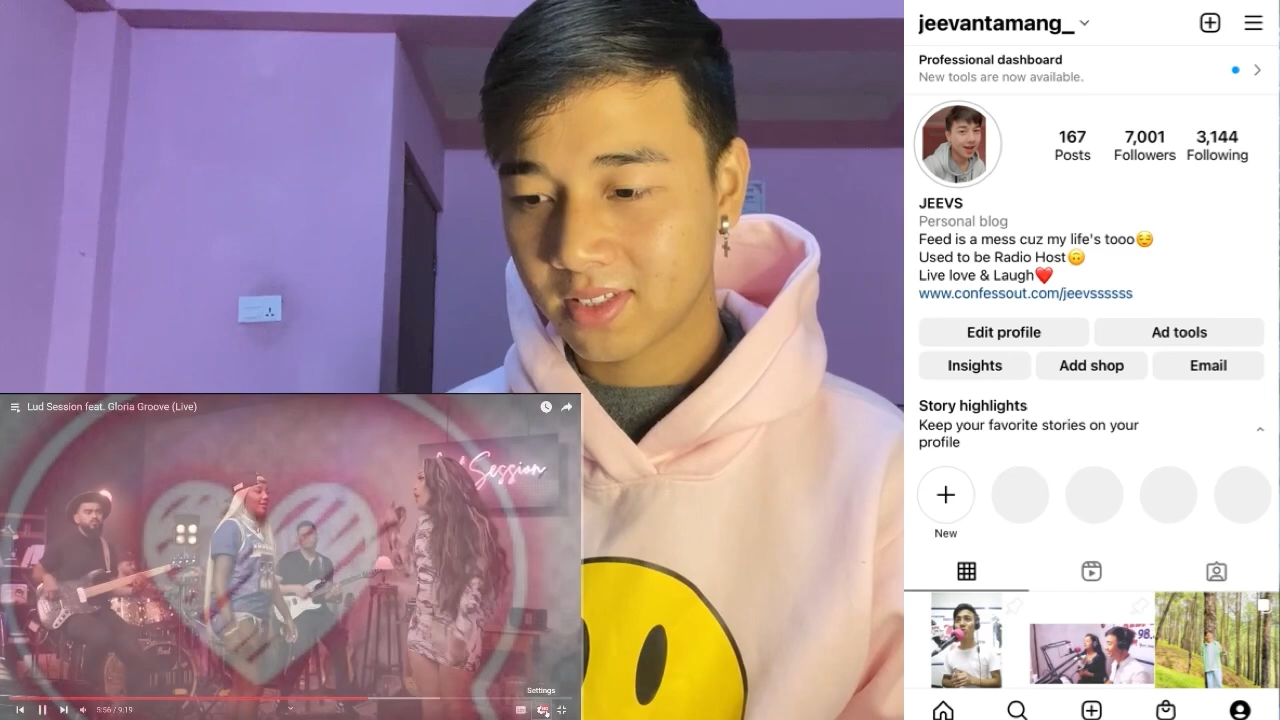 jeevantamang_
Professional dashboard
New tools are now available.
167
7,001
3,144
Posts
Followers
Following
JEEVS
Personal blog
Feed is a mess cuz my life's tooo😌
Used to be Radio Host🙃
Live love & Laugh❤️
www.confessout.com/jeevssssss
Edit profile
Ad tools
Insights
Add shop
Email
Story highlights
Keep your favorite stories on your
profile
New
98.
Lud Session feat. Gloria Groove (Live)
Session
Settings
5:56 / 9:19